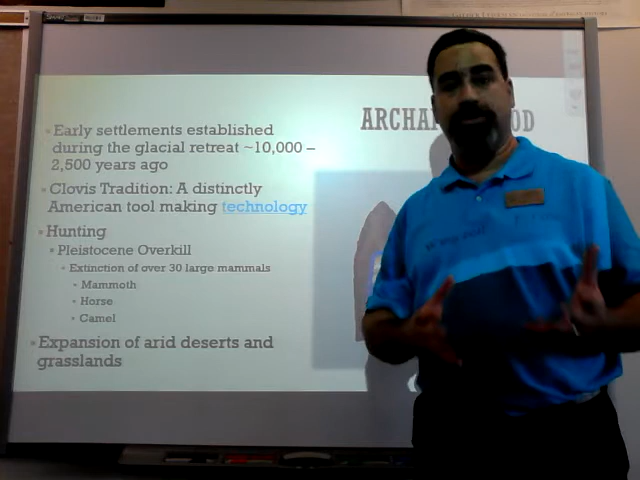 Early settlements established
during the glacial retreat ~10,000 –
2,500 years ago
Clovis Tradition: A distinctly
American tool making technology
Hunting
Pleistocene Overkill
Extinction of over 30 large mammals
Mammoth
Horse
Camel
Expansion of arid deserts and
grasslands